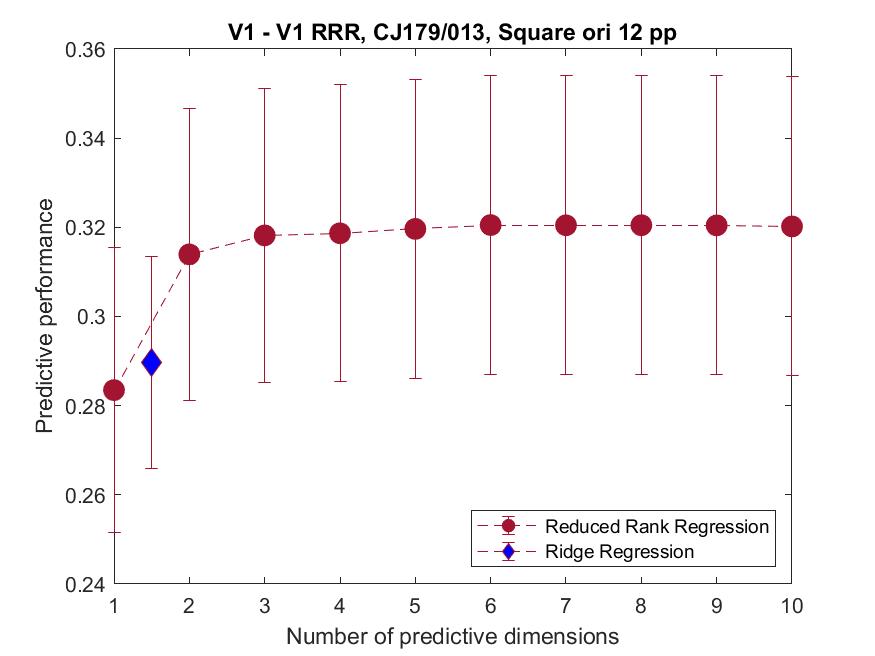 V1 - V1 RRR, CJ179/013, Square ori 12 pp
0.36
0.34
0.32
0.3
0.28
0.26
0.24
Predictive performance
1 2 3 4 5 6 7 8 9 10
Number of predictive dimensions
Reduced Rank Regression
Ridge Regression